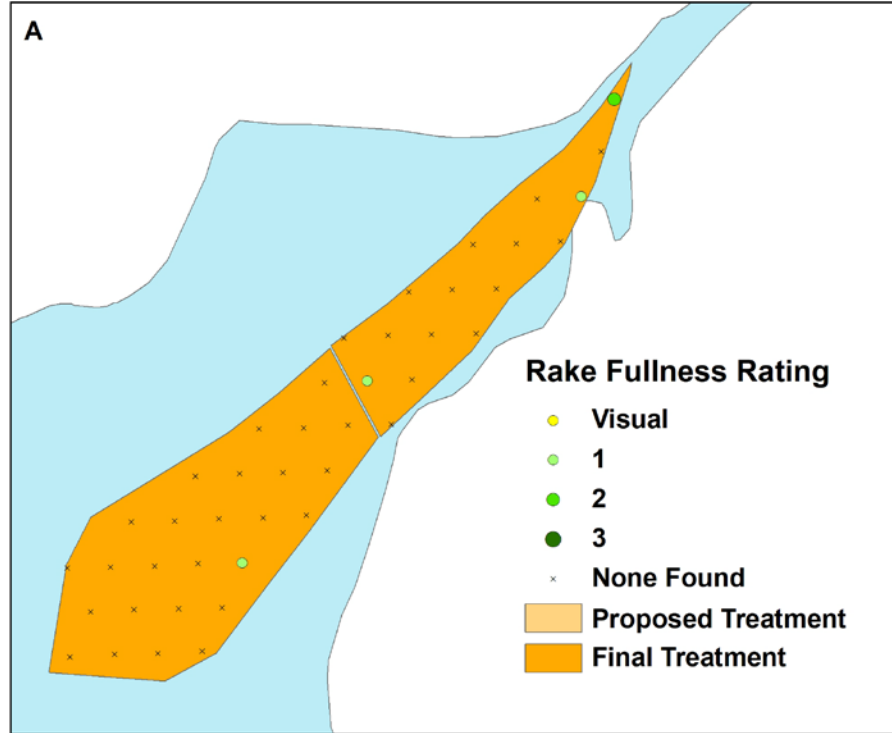 A
Rake Fullness Rating
Visual
1
2
3
None Found
Proposed Treatment
Final Treatment